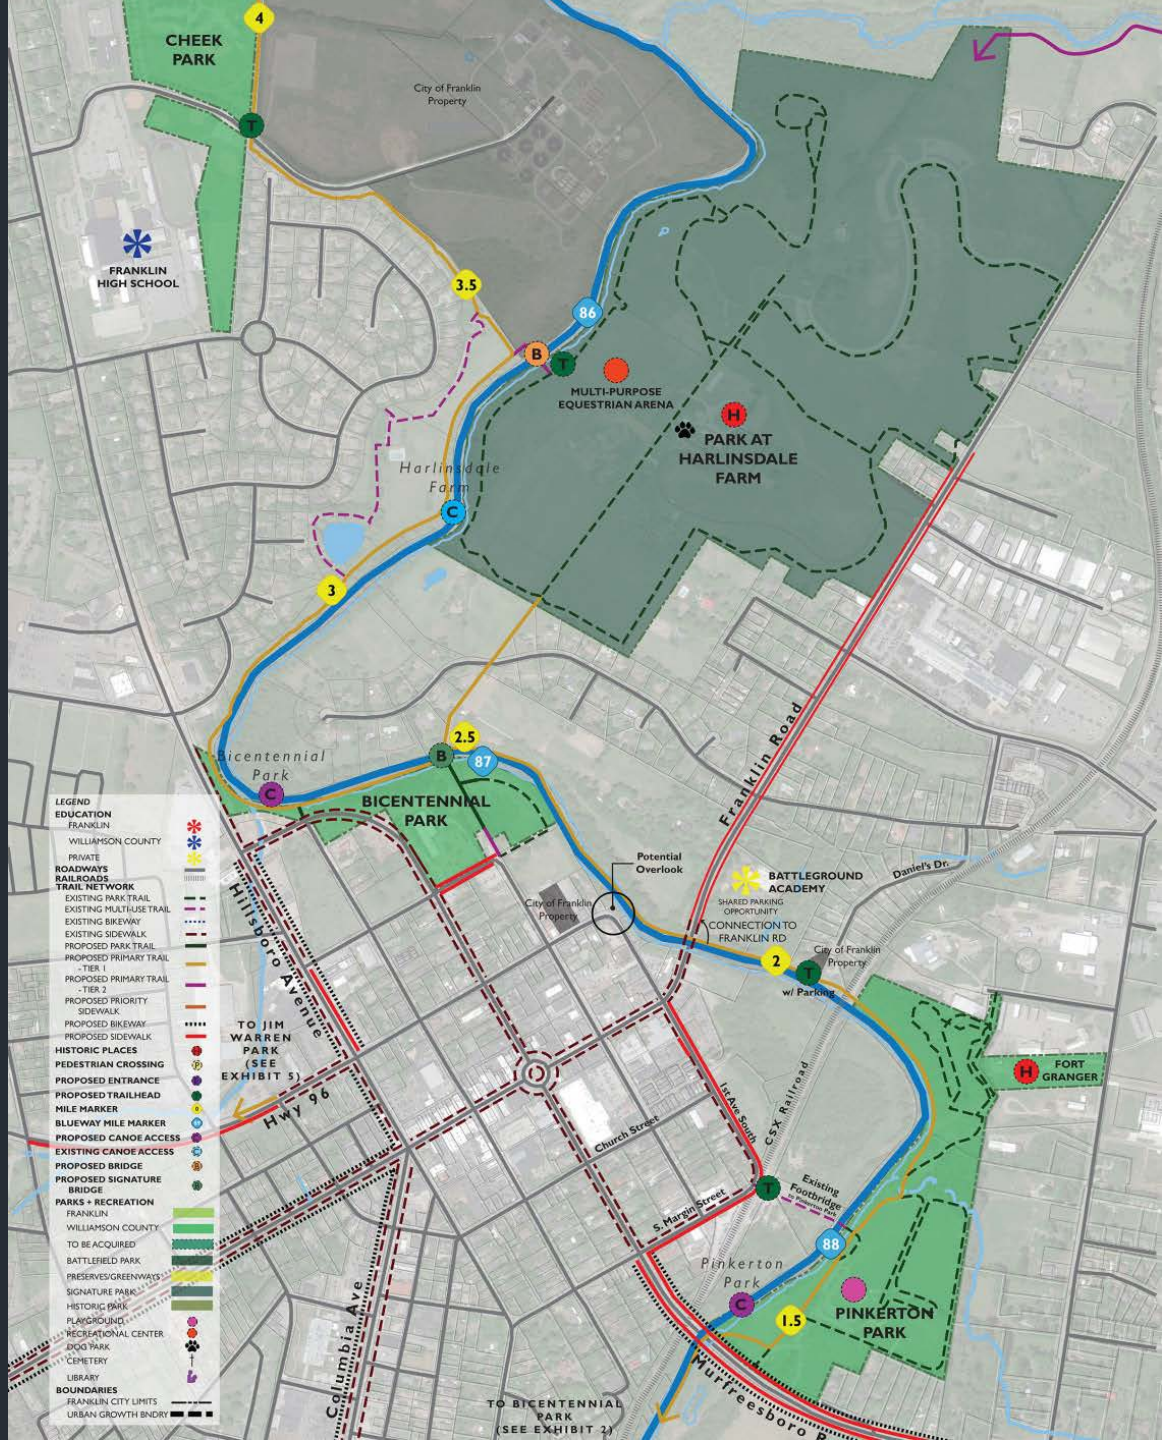 4
CHEEK
PARK
City of Franklin
Property
T
FRANKLIN
HIGH SCHOOL
3.5
86
B
T
MULTI-PURPOSE
EQUESTRIAN ARENA
H
PARK AT
HARLINSDALE
FARM
Harlinsdale
Farm
C
3
Franklin Road
2.5
B
87
Bicentennial
Park
C
BICENTENNIAL
PARK
Potential
Overlook
City of Franklin
Property
BATTLEGROUND
ACADEMY
SHARED PARKING
OPPORTUNITY
Daniel's Dr.
CONNECTION TO
FRANKLIN RD
2
City of Franklin
Property
T
w/ Parking
H
FORT
GRANGER
Hillsboro Avenue
TO JIM
WARREN
PARK
(SEE
EXHIBIT 5)
Hwy 96
Church Street
1st Ave South
CSX Railroad
T
Existing
Footbridge
to Pinkerton Park
S. Margin Street
88
Pinkerton
Park
C
1.5
PINKERTON
PARK
Columbia Ave
Murfreesboro R
TO BICENTENNIAL
PARK
(SEE EXHIBIT 2)
LEGEND
EDUCATION
FRANKLIN
WILLIAMSON COUNTY
PRIVATE
ROADWAYS
RAILROADS
TRAIL NETWORK
EXISTING PARK TRAIL
EXISTING MULTI-USE TRAIL
EXISTING BIKEWAY
EXISTING SIDEWALK
PROPOSED PARK TRAIL
PROPOSED PRIMARY TRAIL
- TIER 1
PROPOSED PRIMARY TRAIL
- TIER 2
PROPOSED PRIORITY
SIDEWALK
PROPOSED BIKEWAY
PROPOSED SIDEWALK
HISTORIC PLACES
PEDESTRIAN CROSSING
PROPOSED ENTRANCE
PROPOSED TRAILHEAD
MILE MARKER
BLUEWAY MILE MARKER
PROPOSED CANOE ACCESS
EXISTING CANOE ACCESS
PROPOSED BRIDGE
PROPOSED SIGNATURE
BRIDGE
PARKS + RECREATION
FRANKLIN
WILLIAMSON COUNTY
TO BE ACQUIRED
BATTLEFIELD PARK
PRESERVES/GREENWAYS
SIGNATURE PARK
HISTORIC PARK
PLAYGROUND
RECREATIONAL CENTER
DOG PARK
CEMETERY
LIBRARY
BOUNDARIES
FRANKLIN CITY LIMITS
URBAN GROWTH BNDRY